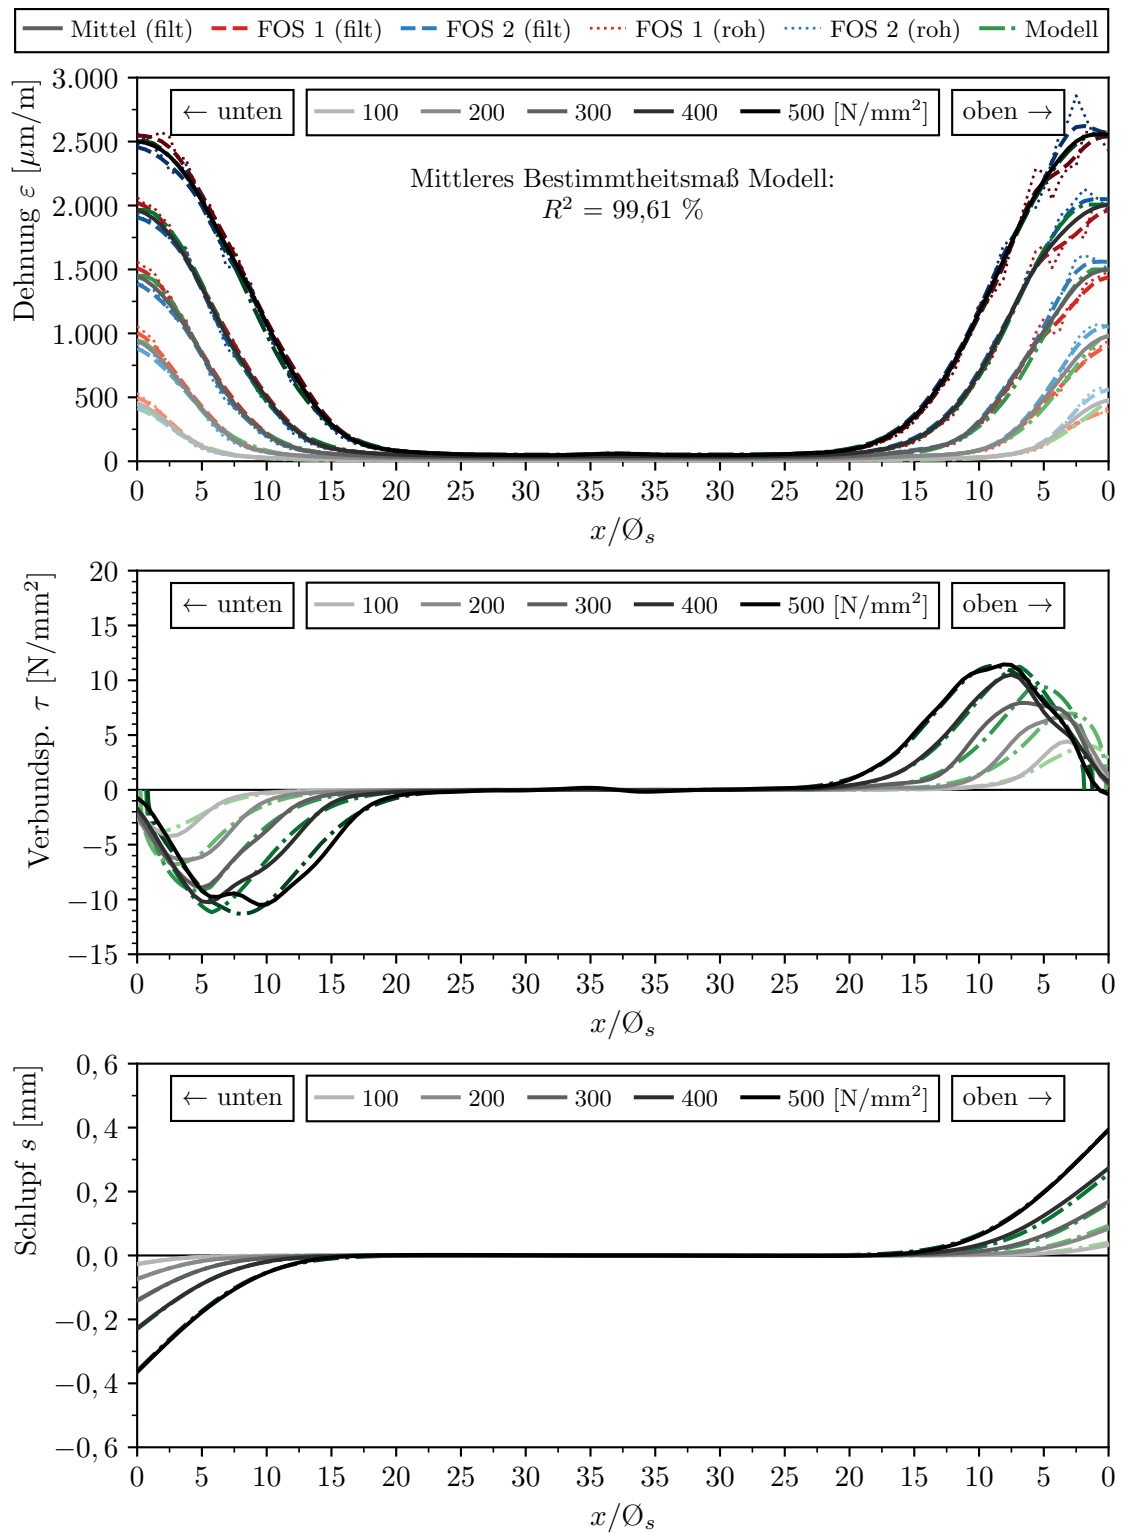 Mittel (filt) FOS 1 (filt) FOS 2 (filt) FOS 1 (roh) FOS 2 (roh) Modell
Dehnung ε [μm/m]
3.000
2.500
2.000
1.500
1.000
500
0
← unten
100 200 300 400 500 [N/mm²]
oben →
Mittleres Bestimmtheitsmaß Modell:
R² = 99,61 %
0 5 10 15 20 25 30 35 35 30 25 20 15 10 5 0
x/Ø_s
Verbundsp. τ [N/mm²]
20
15
10
5
0
−5
−10
−15
← unten
100 200 300 400 500 [N/mm²]
oben →
0 5 10 15 20 25 30 35 35 30 25 20 15 10 5 0
x/Ø_s
Schlupf s [mm]
0,6
0,4
0,2
0,0
−0,2
−0,4
−0,6
← unten
100 200 300 400 500 [N/mm²]
oben →
0 5 10 15 20 25 30 35 35 30 25 20 15 10 5 0
x/Ø_s